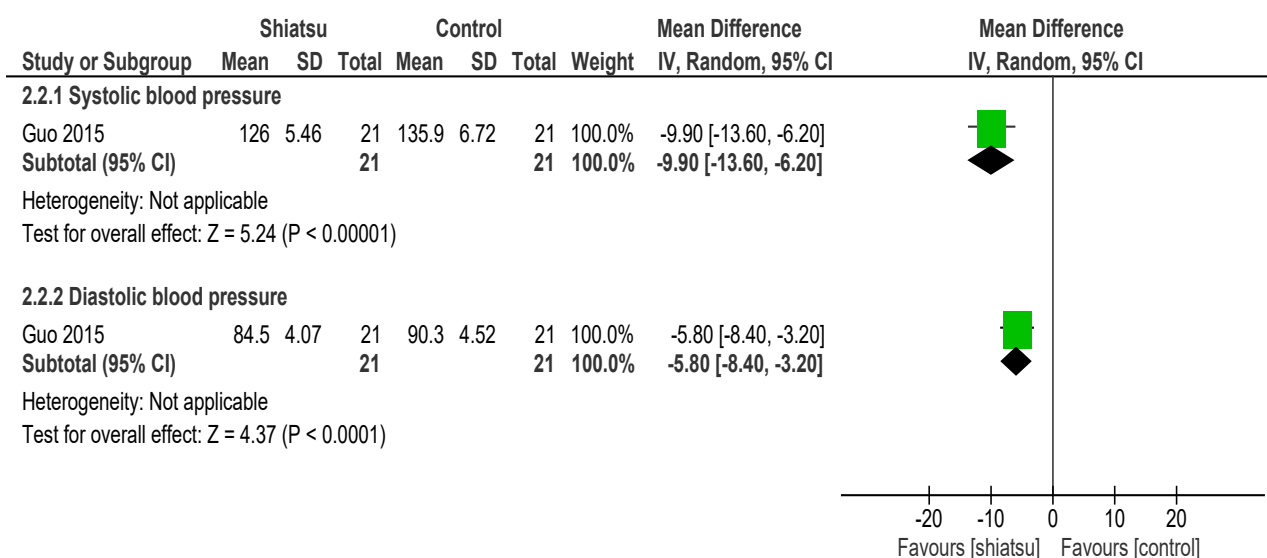 Shiatsu Control Mean Difference Mean Difference
Study or Subgroup Mean SD Total Mean SD Total Weight IV, Random, 95% CI IV, Random, 95% CI
2.2.1 Systolic blood pressure
Guo 2015 126 5.46 21 135.9 6.72 21 100.0% -9.90 [-13.60, -6.20]
Subtotal (95% CI) 21 21 100.0% -9.90 [-13.60, -6.20]
Heterogeneity: Not applicable
Test for overall effect: Z = 5.24 (P < 0.00001)
2.2.2 Diastolic blood pressure
Guo 2015 84.5 4.07 21 90.3 4.52 21 100.0% -5.80 [-8.40, -3.20]
Subtotal (95% CI) 21 21 100.0% -5.80 [-8.40, -3.20]
Heterogeneity: Not applicable
Test for overall effect: Z = 4.37 (P < 0.0001)
-20 -10 0 10 20
Favours [shiatsu] Favours [control]